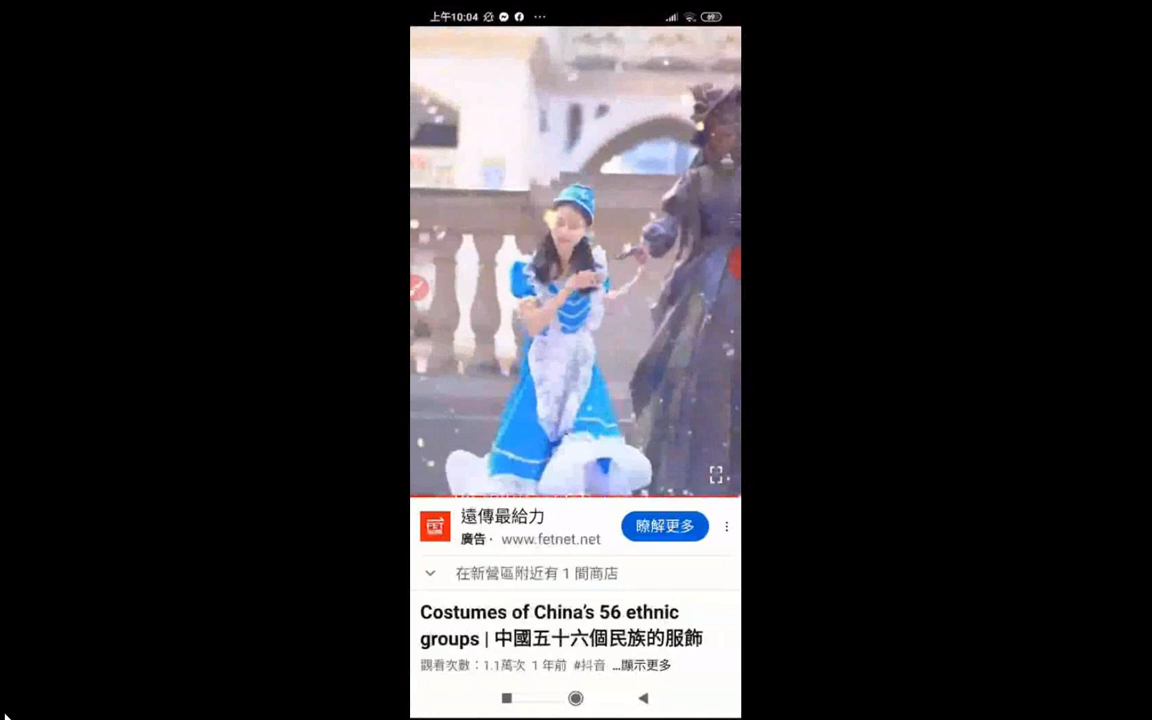 上午10:04
69
遠傳最給力
FET
廣告 · www.fetnet.net
瞭解更多
在新營區附近有 1 間商店
Costumes of China's 56 ethnic
groups | 中國五十六個民族的服飾
觀看次數：1.1萬次 1 年前 #抖音 ...顯示更多